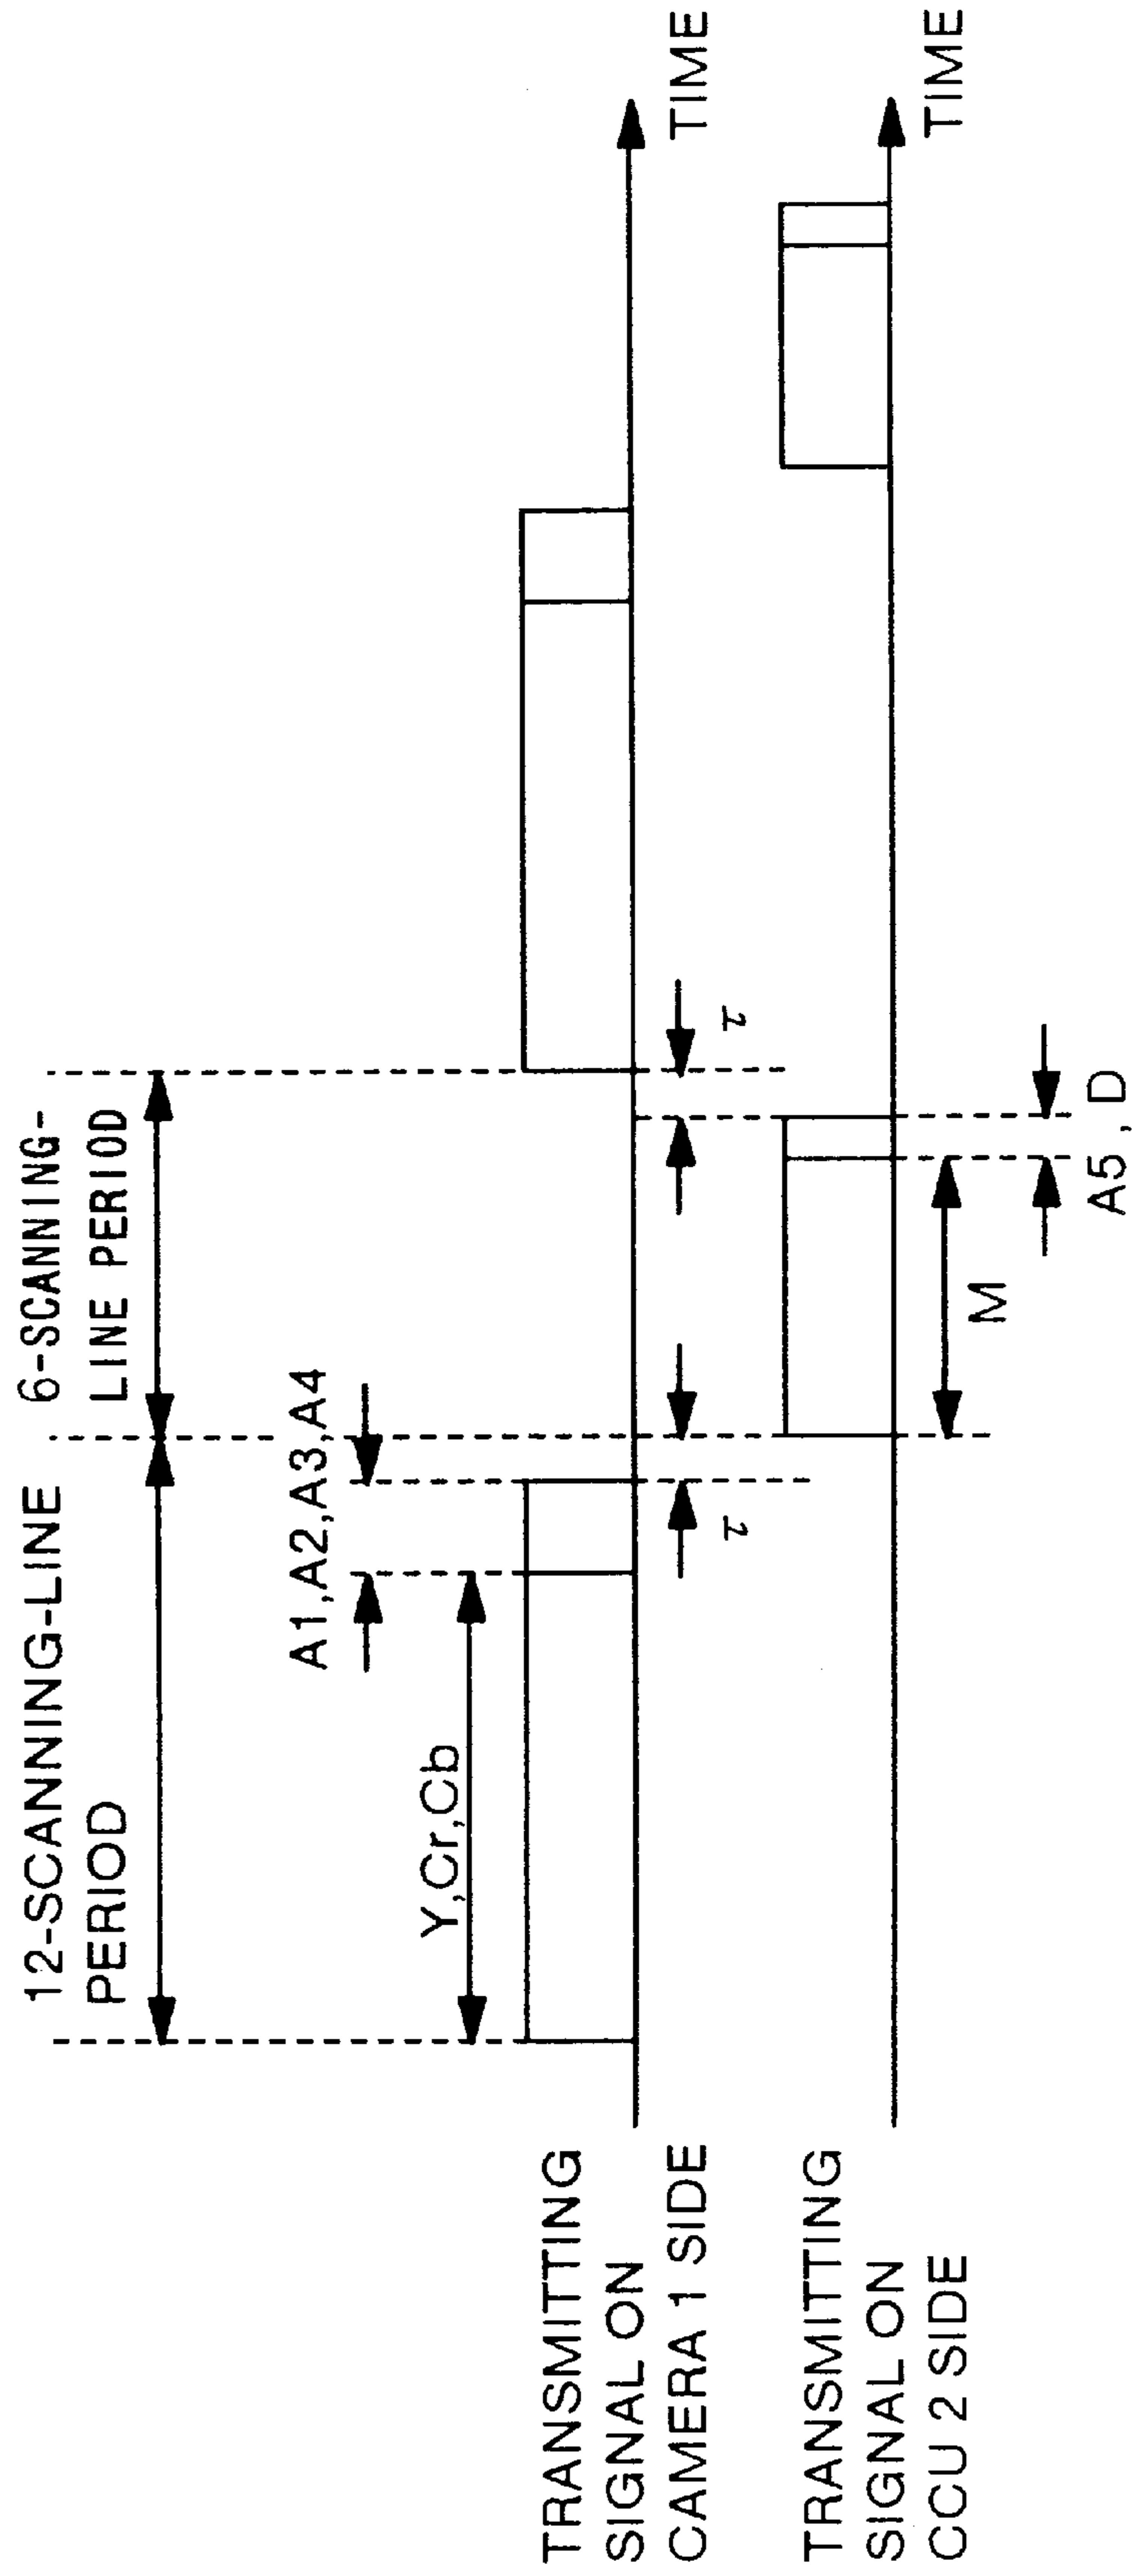 12-SCANNING-LINE
PERIOD
6-SCANNING-
LINE PERIOD
A1,A2,A3,A4
Y,Cr,Cb
TRANSMITTING
SIGNAL ON
CAMERA 1 SIDE
τ
τ
TIME
TRANSMITTING
SIGNAL ON
CCU 2 SIDE
M
A5 , D
TIME